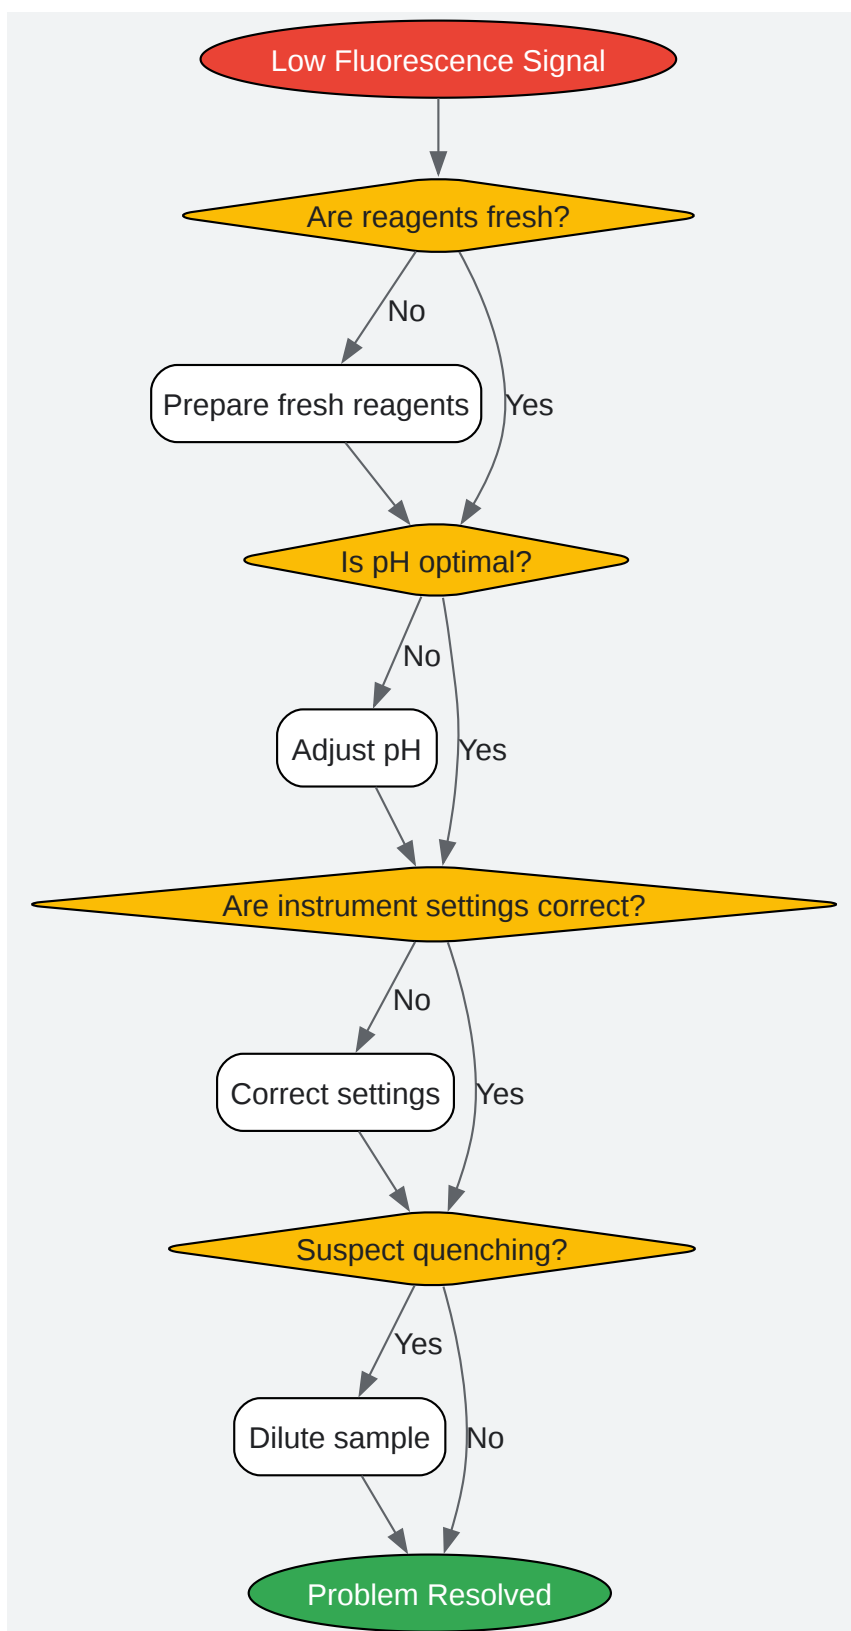 Low Fluorescence Signal
Are reagents fresh?
No
Prepare fresh reagents
Yes
Is pH optimal?
No
Adjust pH
Yes
Are instrument settings correct?
No
Correct settings
Yes
Suspect quenching?
Yes
Dilute sample
No
Problem Resolved